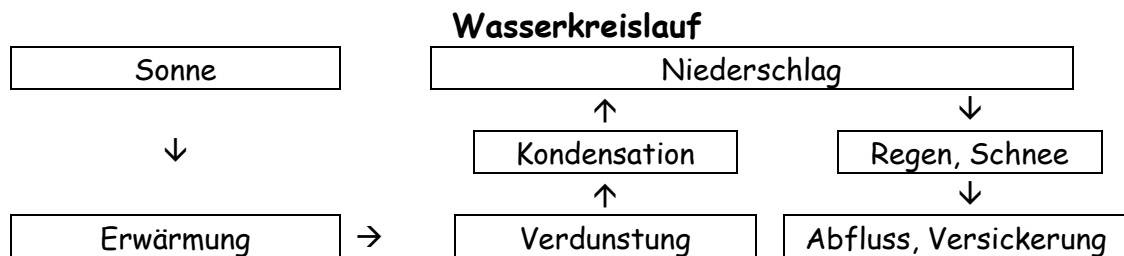 Wasserkreislauf
Sonne Niederschlag
↑ ↓
↓ Kondensation Regen, Schnee
↑ ↓
Erwärmung → Verdunstung Abfluss, Versickerung